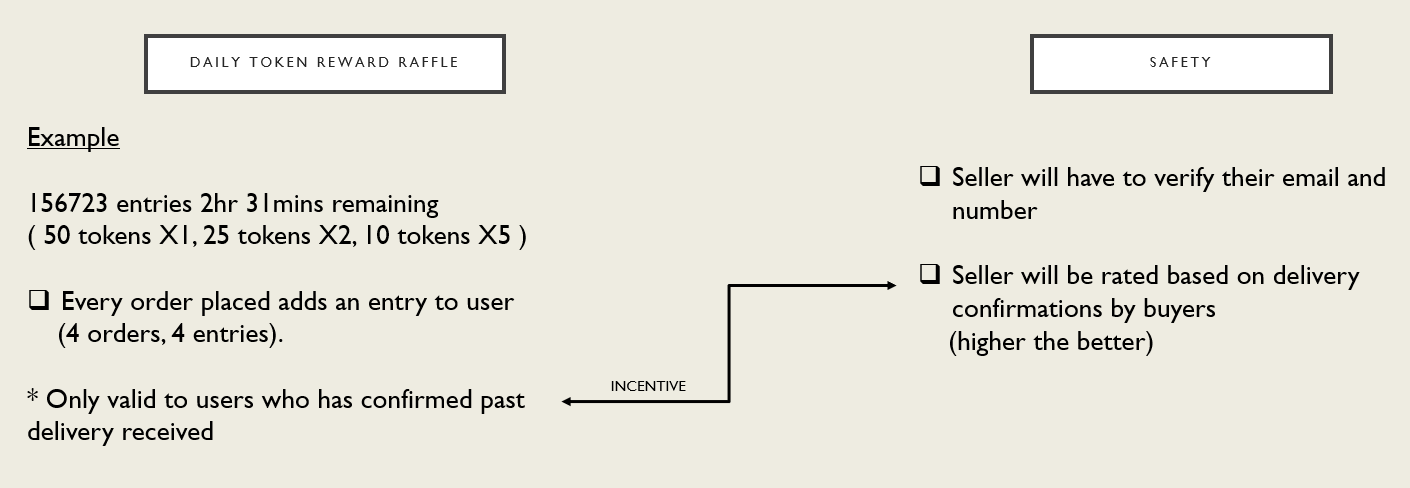 DAILY TOKEN REWARD RAFFLE
Example
156723 entries 2hr 31mins remaining
( 50 tokens X1, 25 tokens X2, 10 tokens X5 )
❑ Every order placed adds an entry to user
(4 orders, 4 entries).
* Only valid to users who has confirmed past
delivery received
INCENTIVE
SAFETY
❑ Seller will have to verify their email and
number
❑ Seller will be rated based on delivery
confirmations by buyers
(higher the better)